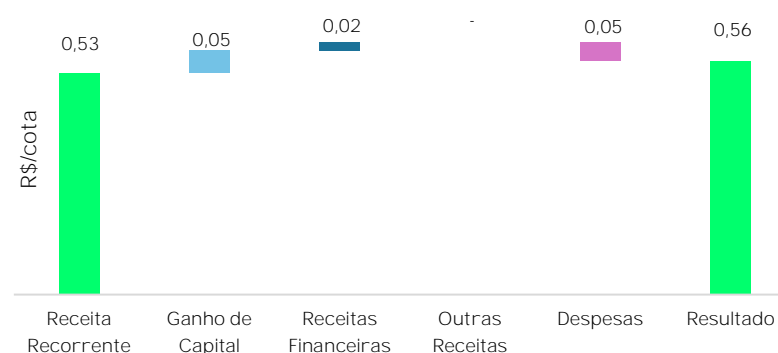 0,53
0,05
0,02
-
0,05
0,56
R$/cota
Receita
Recorrente
Ganho de
Capital
Receitas
Financeiras
Outras
Receitas
Despesas
Resultado